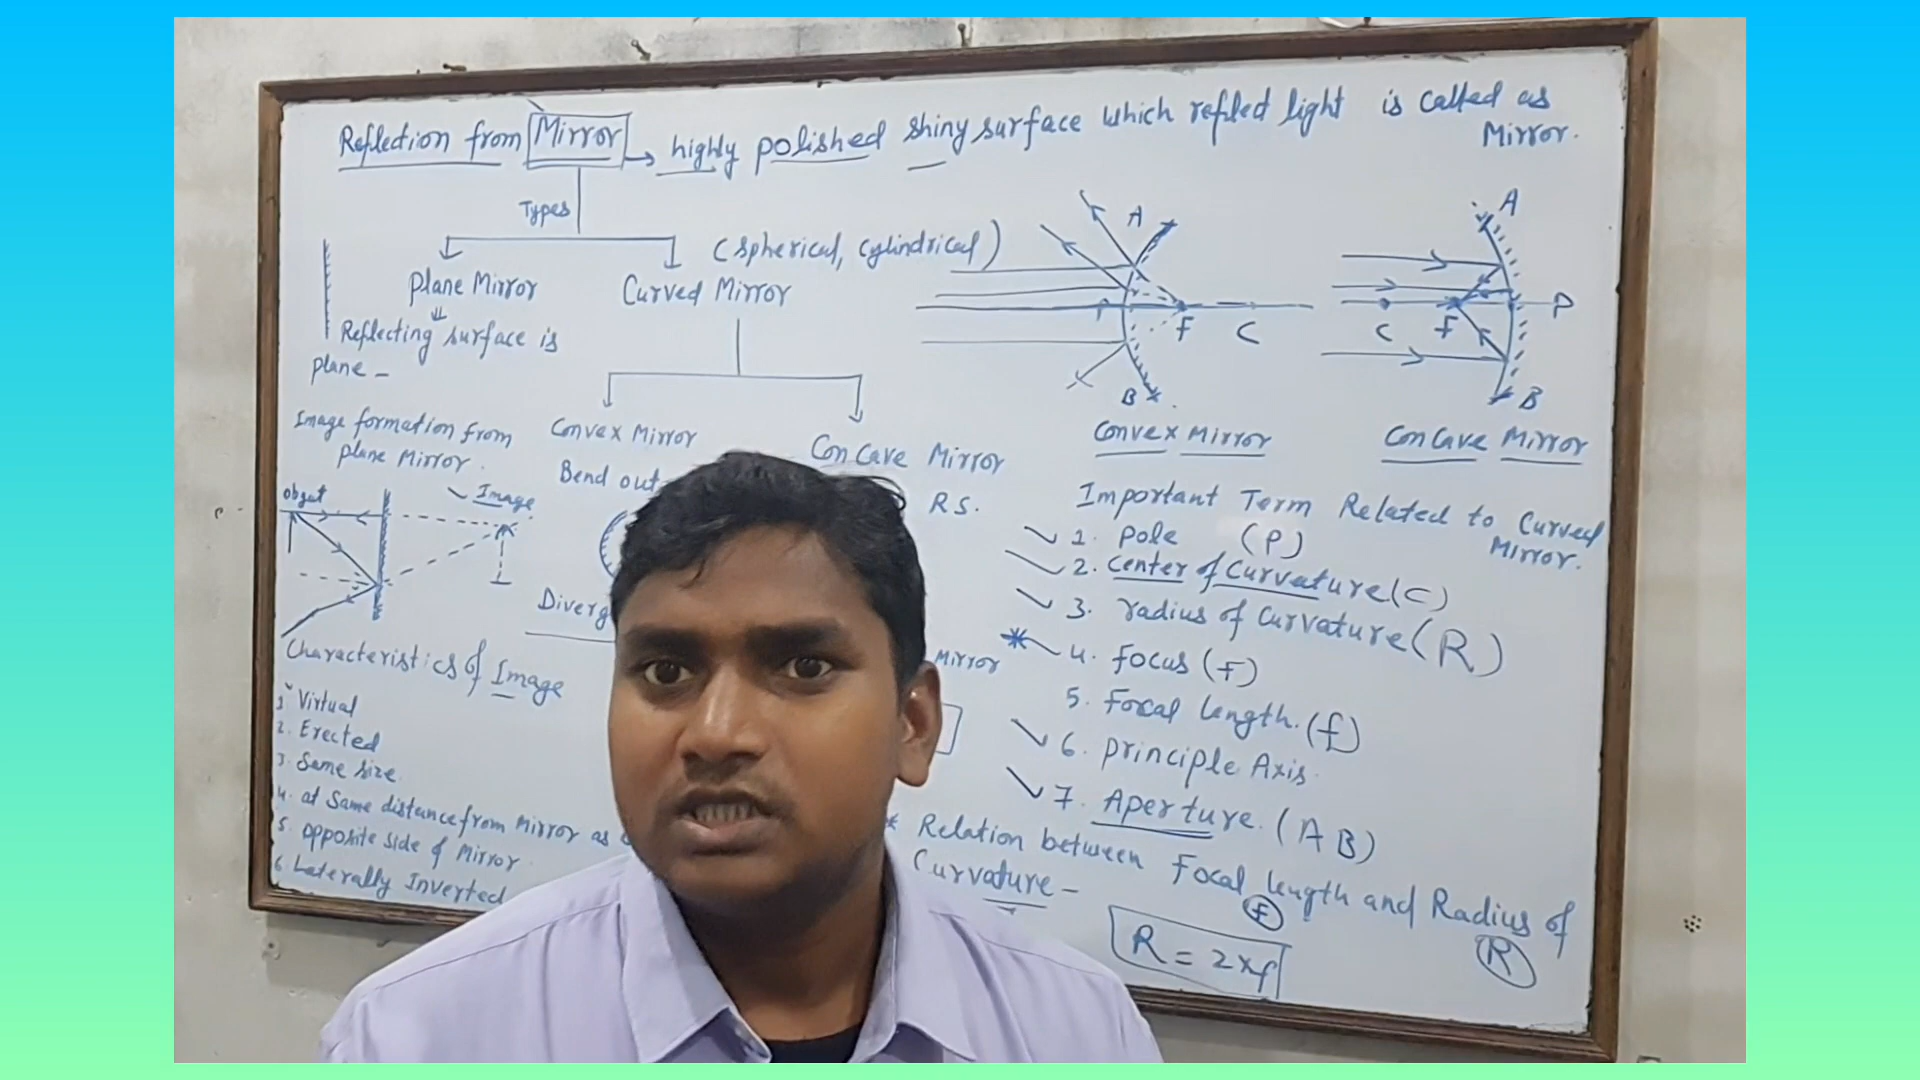 Reflection from Mirror → highly polished shiny surface which refled light is called as
Mirror.
Types
Plane Mirror
Curved Mirror
(spherical, cylindrical)
Reflecting surface is
plane -
Convex Mirror
Bend out
Diverg
Concave Mirror
R S.
Mirror
A
P
F
C
B
Convex Mirror
A
P
C
F
B
Concave Mirror
Image formation from
plane Mirror.
Image
Characteristics of Image
1 Virtual
2. Erected
3. Same size.
4. at Same distance from Mirror as
5. opposite side of Mirror
6. Laterally Inverted
Important Term Related to Curved
Mirror.
1. Pole (P)
2. Center of Curvature (C)
3. radius of Curvature (R)
* 4. Focus (F)
5. Focal length. (f)
6. principle Axis.
7. Aperture. (AB)
* Relation between Focal length and Radius of
Curvature -
(f)
(R)
R = 2xf